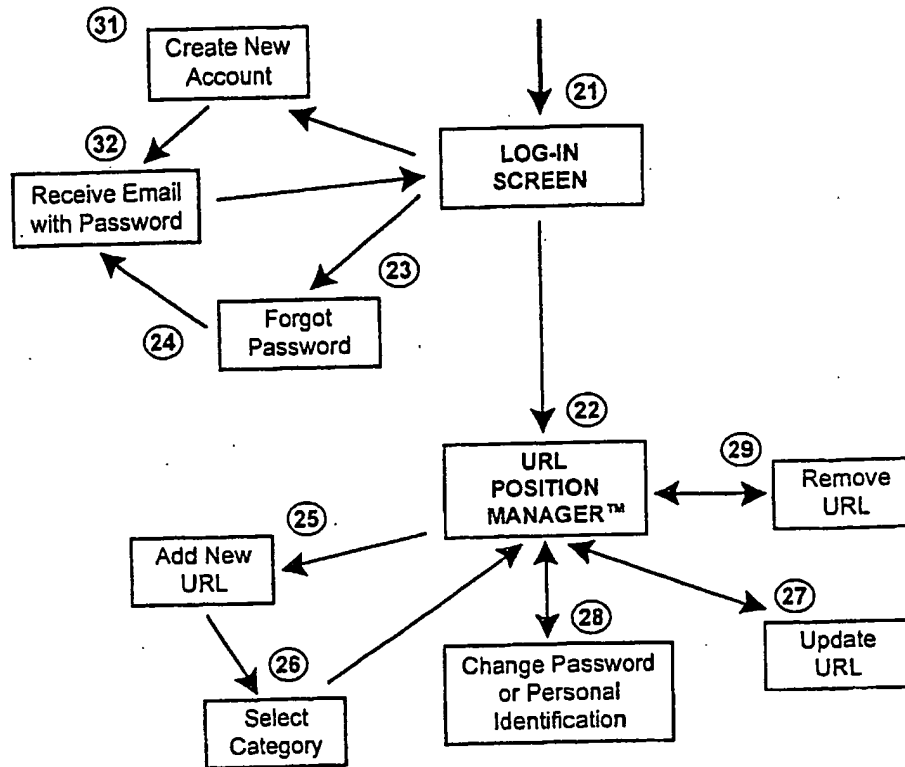 31
Create New
Account
21
LOG-IN
SCREEN
32
Receive Email
with Password
23
Forgot
Password
24
22
URL
POSITION
MANAGER™
29
Remove
URL
25
Add New
URL
27
Update
URL
28
Change Password
or Personal
Identification
26
Select
Category